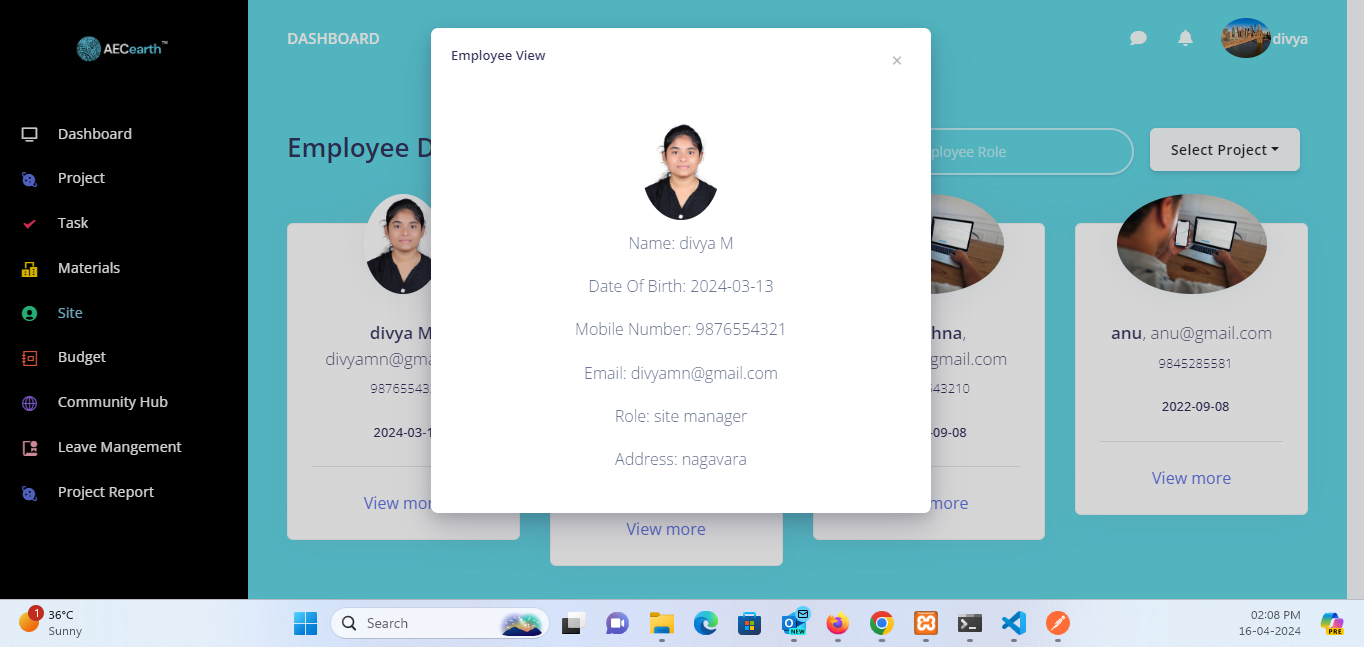 AECearth™
DASHBOARD
divya
Employee View
×
Dashboard
Project
Task
Materials
Site
Budget
Community Hub
Leave Mangement
Project Report
Employee D
ployee Role
Select Project
Name: divya M
Date Of Birth: 2024-03-13
Mobile Number: 9876554321
Email: divyamn@gmail.com
Role: site manager
Address: nagavara
divya M
divyamn@gma
98765543
2024-03-1
View mor
View more
hna,
gmail.com
543210
-09-08
more
anu, anu@gmail.com
9845285581
2022-09-08
View more
1
36°C
Sunny
Search
NEW
02:08 PM
16-04-2024
PRE